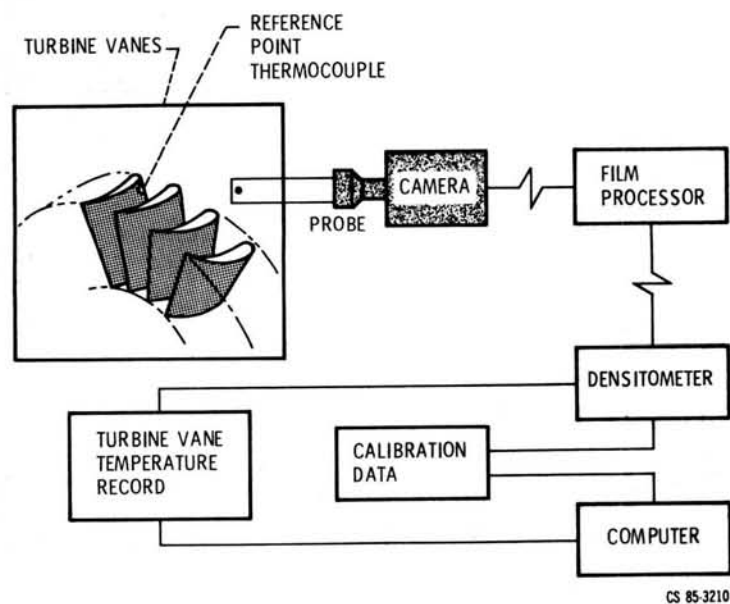 TURBINE VANES
REFERENCE
POINT
THERMOCOUPLE
PROBE
CAMERA
FILM
PROCESSOR
DENSITOMETER
TURBINE VANE
TEMPERATURE
RECORD
CALIBRATION
DATA
COMPUTER
CS 85-3210